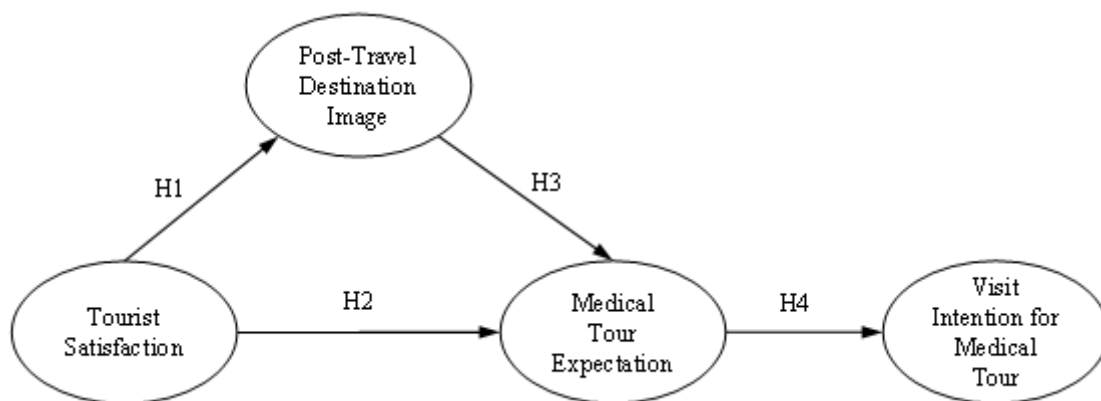 Post-Travel
Destination
Image
H1
H3
Tourist
Satisfaction
H2
Medical
Tour
Expectation
H4
Visit
Intention for
Medical
Tour